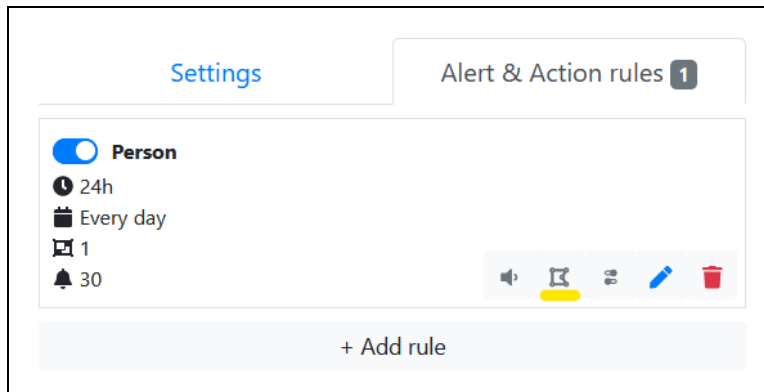 Settings
Alert & Action rules 1
Person
24h
Every day
1
30
+ Add rule